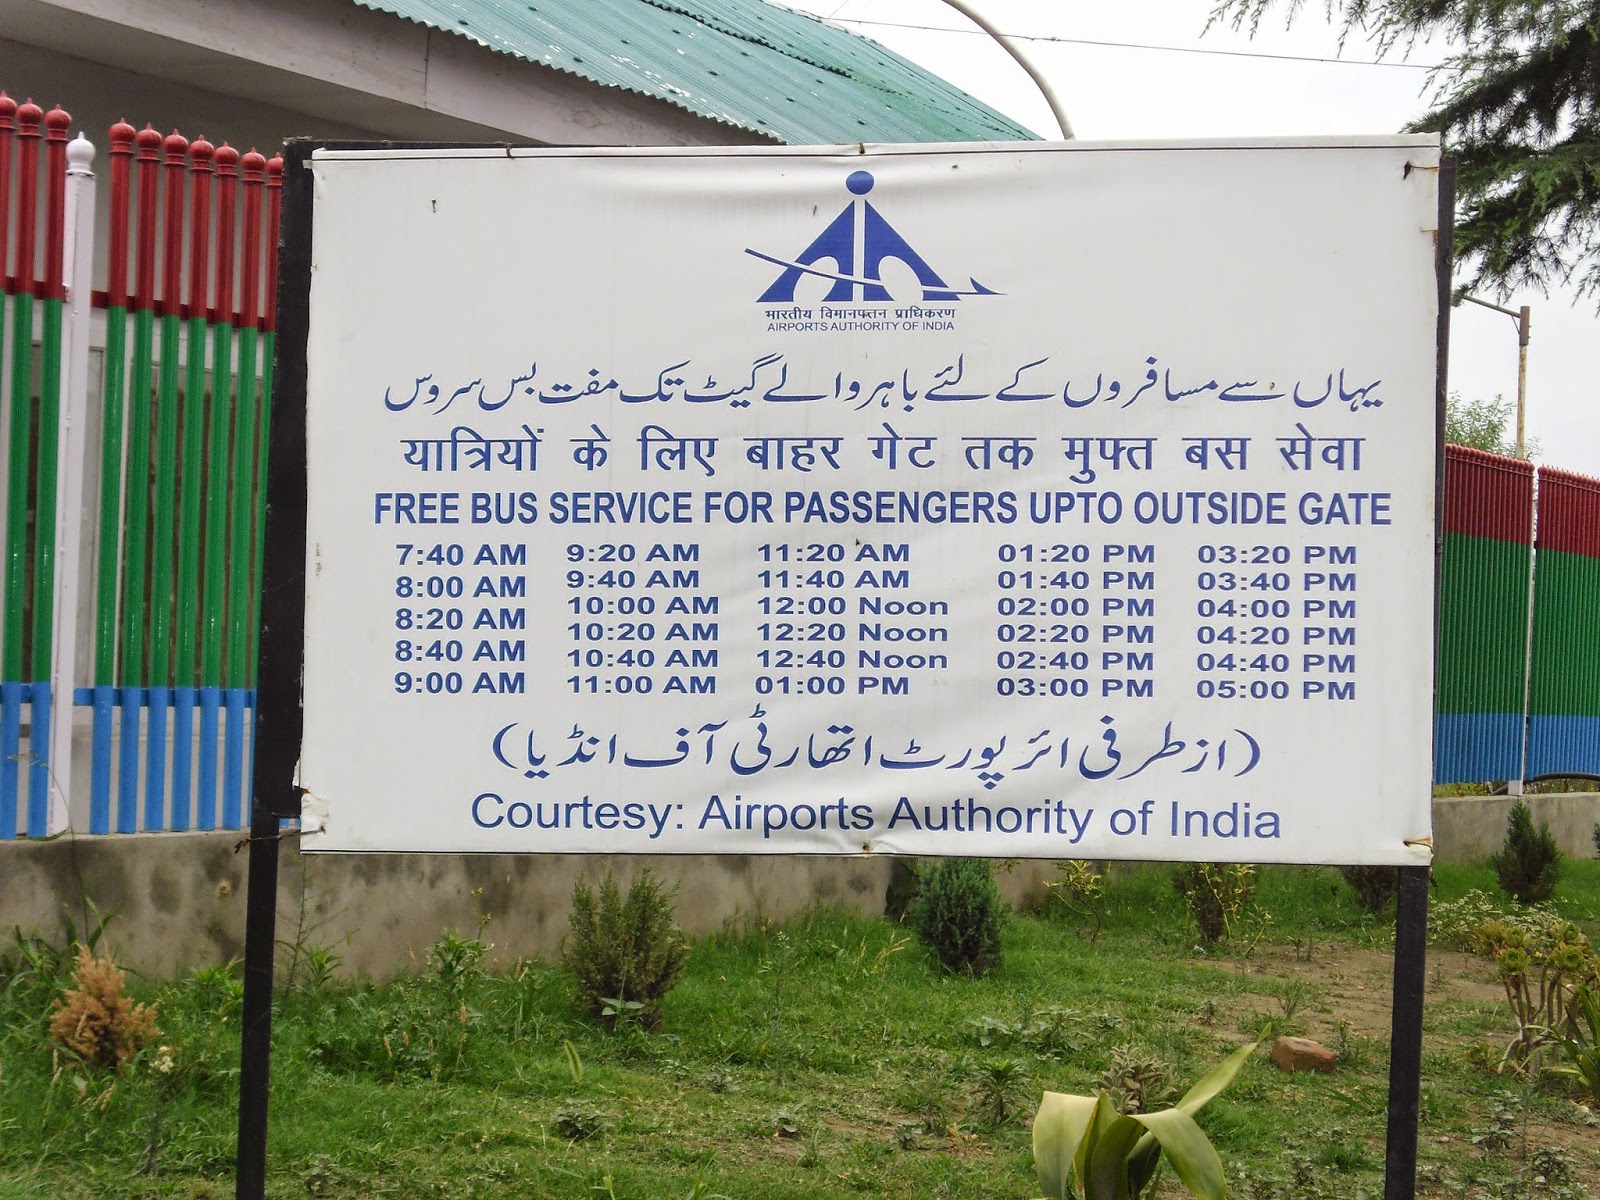 भारतीय विमानपत्तन प्राधिकरण
AIRPORTS AUTHORITY OF INDIA
یہاں سے مسافروں کے لئے باہر والے گیٹ تک مفت بس سروس
यात्रियों के लिए बाहर गेट तक मुफ्त बस सेवा
FREE BUS SERVICE FOR PASSENGERS UPTO OUTSIDE GATE
7:40 AM 9:20 AM 11:20 AM 01:20 PM 03:20 PM
8:00 AM 9:40 AM 11:40 AM 01:40 PM 03:40 PM
8:20 AM 10:00 AM 12:00 Noon 02:00 PM 04:00 PM
8:40 AM 10:20 AM 12:20 Noon 02:20 PM 04:20 PM
9:00 AM 10:40 AM 12:40 Noon 02:40 PM 04:40 PM
11:00 AM 01:00 PM 03:00 PM 05:00 PM
(از طرفی ائر پورٹ اتھارٹی آف انڈیا)
Courtesy: Airports Authority of India